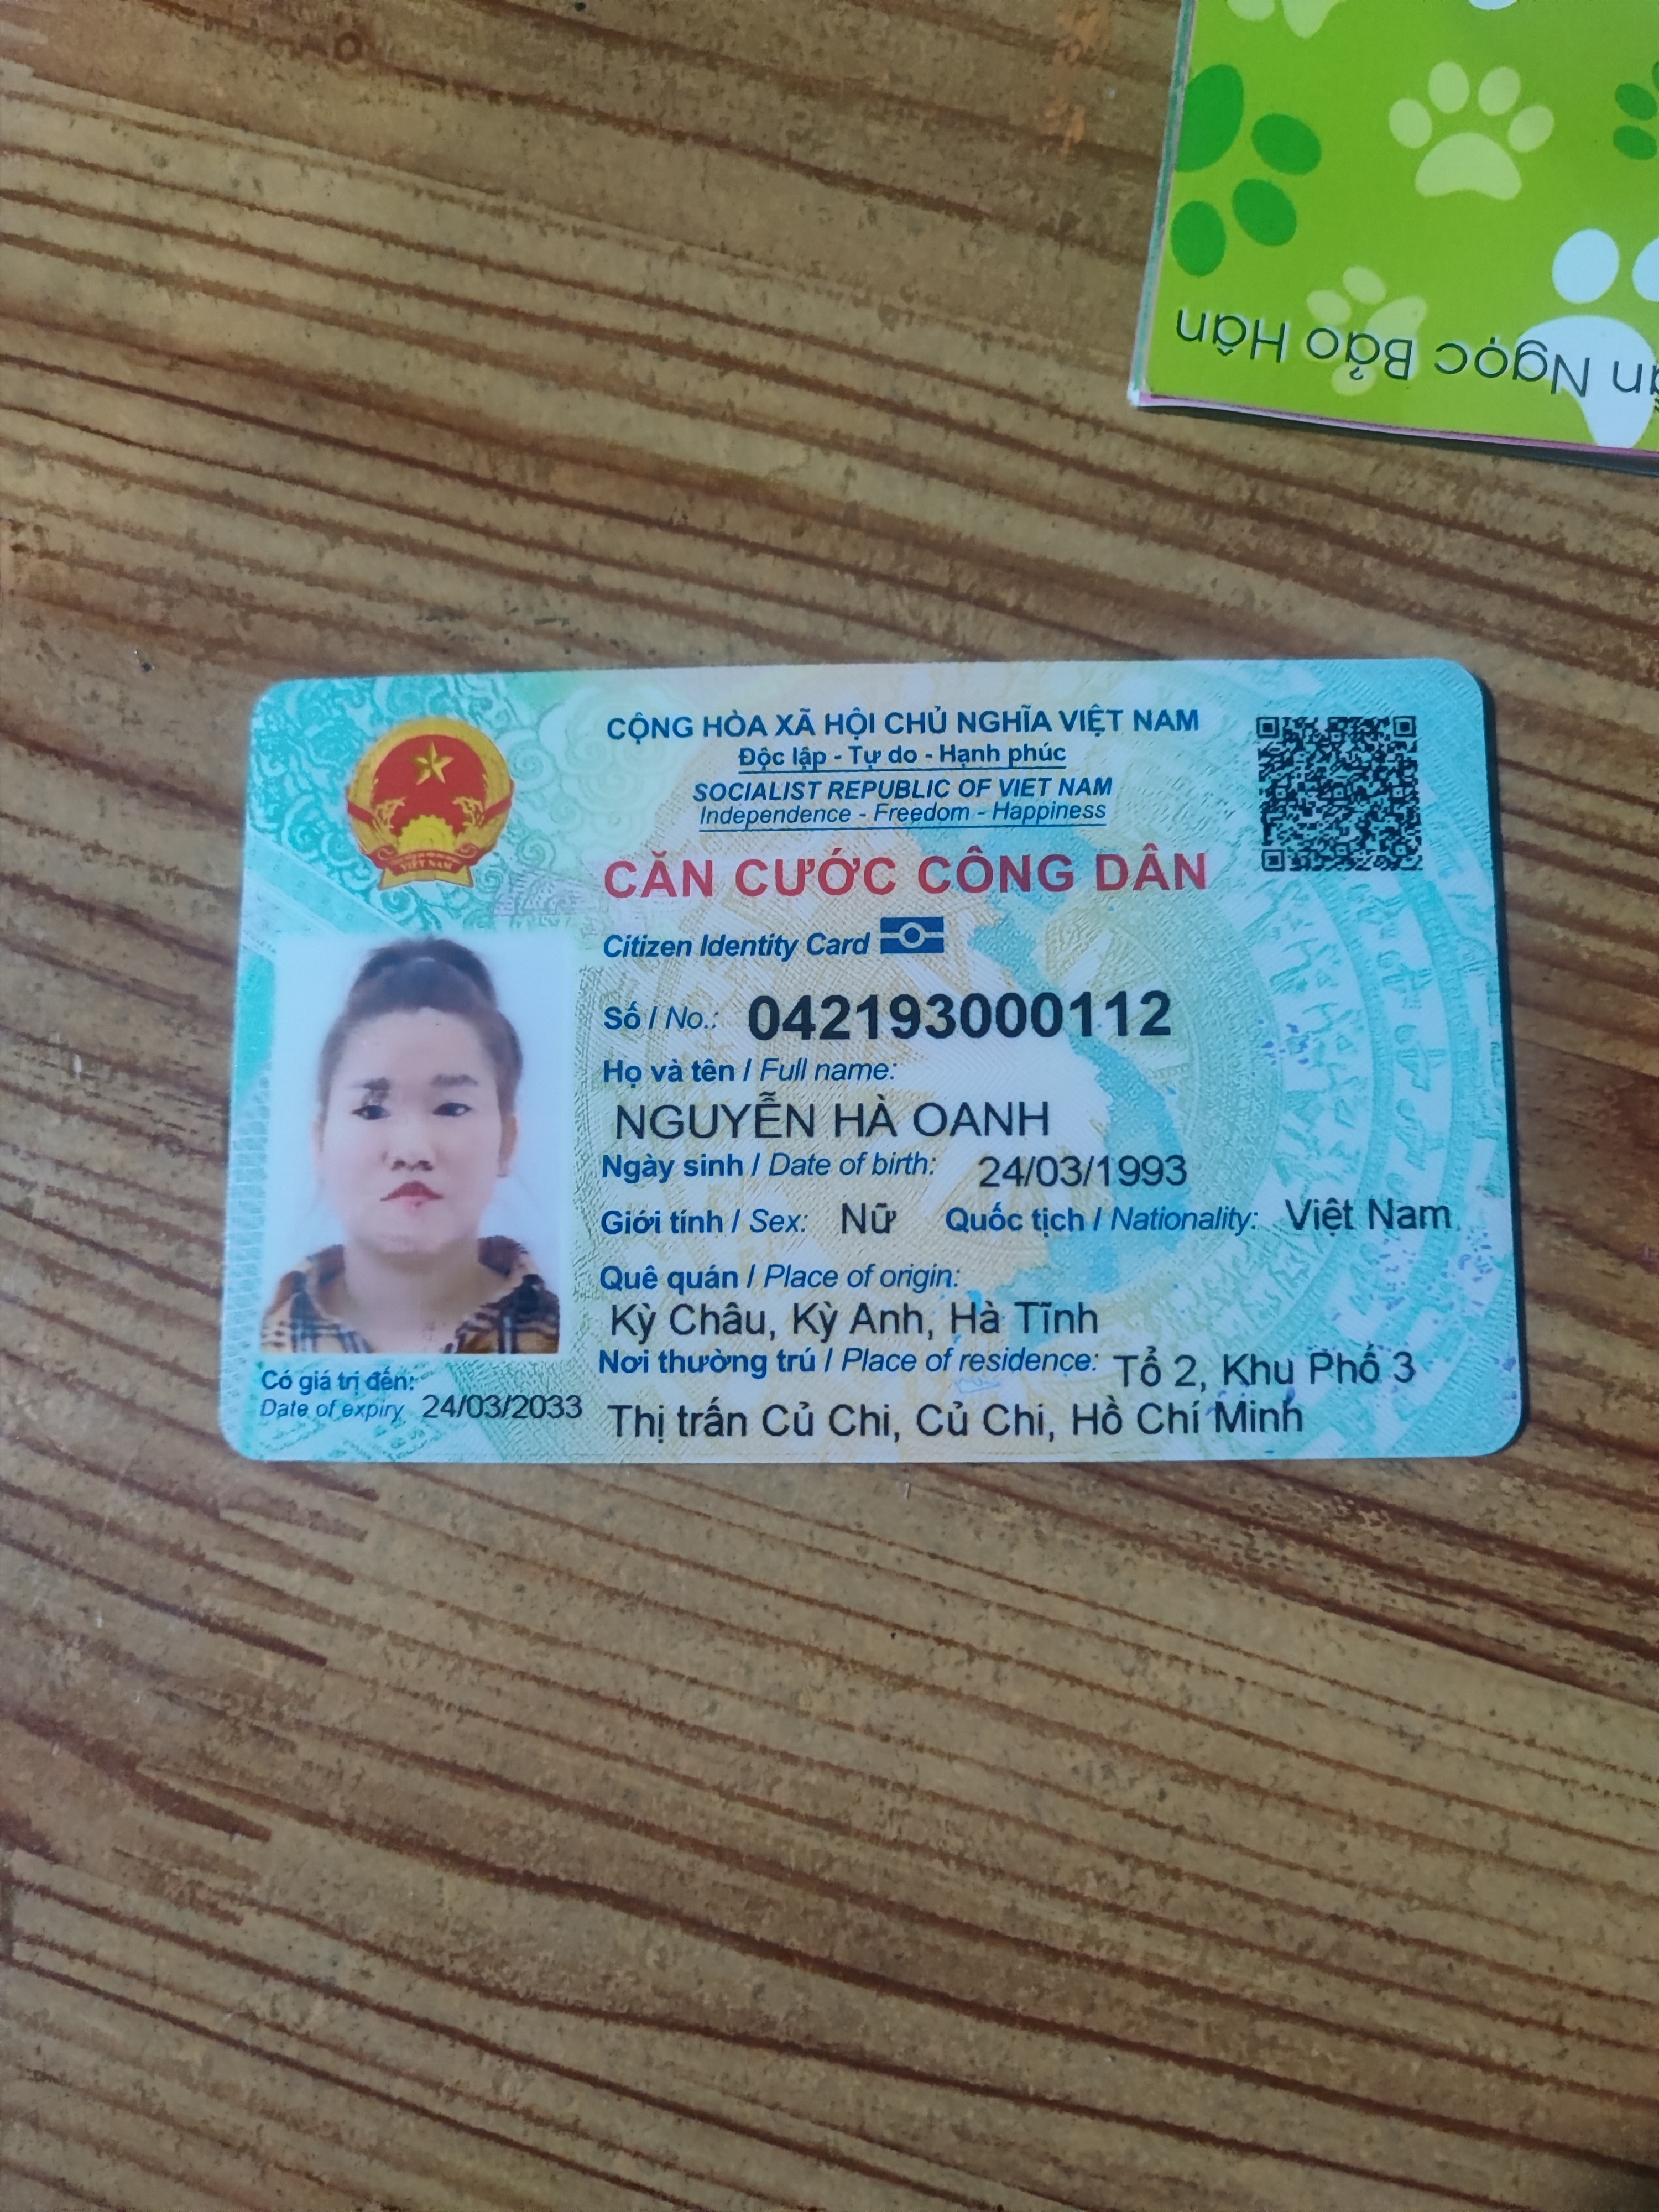 ần Ngọc Bảo Hân
CỘNG HÒA XÃ HỘI CHỦ NGHĨA VIỆT NAM
Độc lập - Tự do - Hạnh phúc
SOCIALIST REPUBLIC OF VIET NAM
Independence - Freedom - Happiness
CĂN CƯỚC CÔNG DÂN
Citizen Identity Card
VIỆT NAM
Số / No.: 042193000112
Họ và tên / Full name:
NGUYỄN HÀ OANH
Ngày sinh / Date of birth: 24/03/1993
Giới tính / Sex: Nữ Quốc tịch / Nationality: Việt Nam
Quê quán / Place of origin:
Kỳ Châu, Kỳ Anh, Hà Tĩnh
Nơi thường trú / Place of residence: Tổ 2, Khu Phố 3
Thị trấn Củ Chi, Củ Chi, Hồ Chí Minh
Có giá trị đến: 24/03/2033
Date of expiry